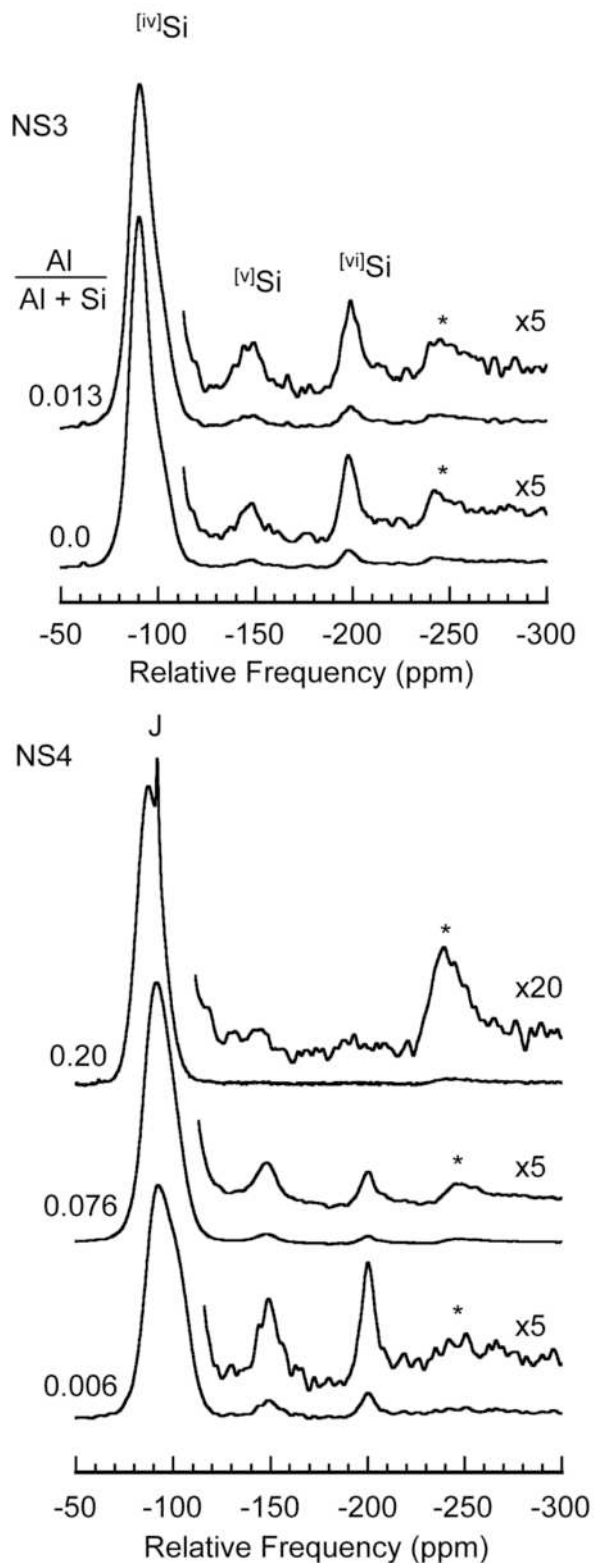 [iv]Si
NS3
Al
Al + Si
[v]Si
[vi]Si
*
x5
0.013
*
x5
0.0
-50 -100 -150 -200 -250 -300
Relative Frequency (ppm)
J
NS4
*
x20
0.20
*
x5
0.076
*
x5
0.006
-50 -100 -150 -200 -250 -300
Relative Frequency (ppm)